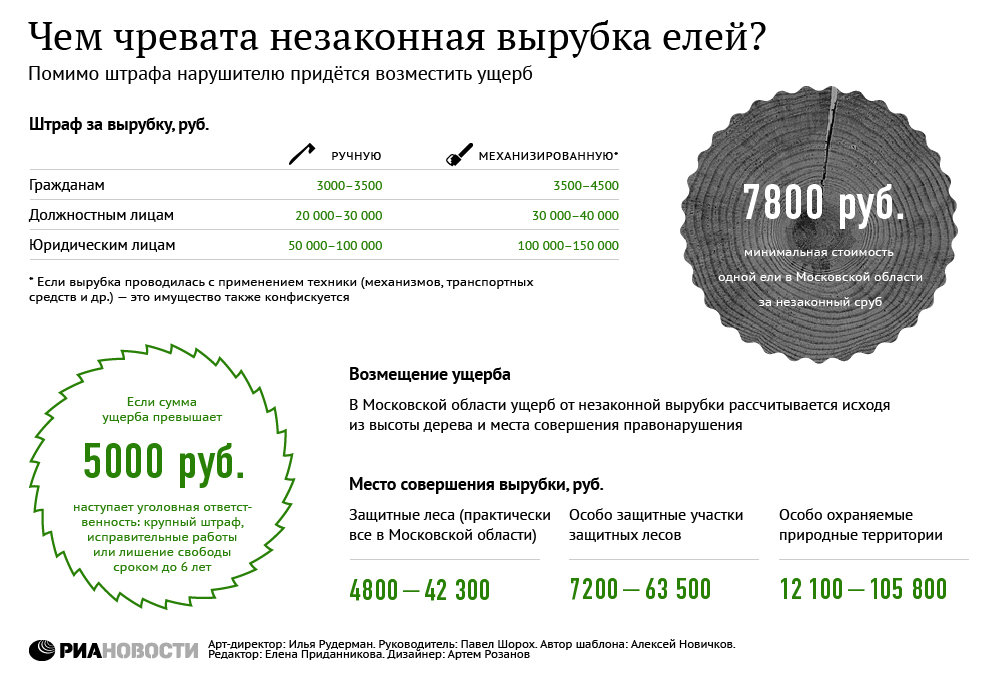 Чем чревата незаконная вырубка елей?
Помимо штрафа нарушителю придётся возместить ущерб
Штраф за вырубку, руб.
РУЧНУЮ МЕХАНИЗИРОВАННУЮ*
Гражданам 3000–3500 3500–4500
Должностным лицам 20 000–30 000 30 000–40 000
Юридическим лицам 50 000–100 000 100 000–150 000
* Если вырубка проводилась с применением техники (механизмов, транспортных
средств и др.) — это имущество также конфискуется
7800 руб.
минимальная стоимость
одной ели в Московской области
за незаконный сруб
Если сумма
ущерба превышает
5000 руб.
наступает уголовная ответст-
венность: крупный штраф,
исправительные работы
или лишение свободы
сроком до 6 лет
Возмещение ущерба
В Московской области ущерб от незаконной вырубки рассчитывается исходя
из высоты дерева и места совершения правонарушения
Место совершения вырубки, руб.
Защитные леса (практически
все в Московской области)
4800 — 42 300
Особо защитные участки
защитных лесов
7200 — 63 500
Особо охраняемые
природные территории
12 100 — 105 800
РИАНОВОСТИ
Арт-директор: Илья Рудерман. Руководитель: Павел Шорох. Автор шаблона: Алексей Новичков.
Редактор: Елена Приданникова. Дизайнер: Артем Розанов